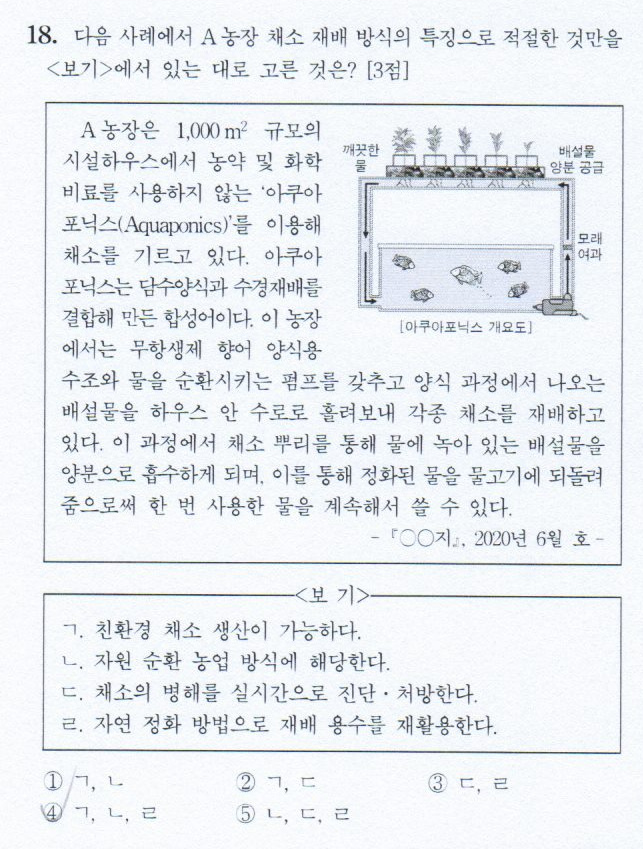 18. 다음 사례에서 A 농장 채소 재배 방식의 특징으로 적절한 것만을
<보기>에서 있는 대로 고른 것은? [3점]
A 농장은 1,000 m² 규모의
시설하우스에서 농약 및 화학
비료를 사용하지 않는 '아쿠아
포닉스(Aquaponics)'를 이용해
채소를 기르고 있다. 아쿠아
포닉스는 담수양식과 수경재배를
결합해 만든 합성어이다. 이 농장
에서는 무항생제 향어 양식용
깨끗한
물
배설물
양분 공급
모래
여과
[아쿠아포닉스 개요도]
수조와 물을 순환시키는 펌프를 갖추고 양식 과정에서 나오는
배설물을 하우스 안 수로로 흘려보내 각종 채소를 재배하고
있다. 이 과정에서 채소 뿌리를 통해 물에 녹아 있는 배설물을
양분으로 흡수하게 되며, 이를 통해 정화된 물을 물고기에 되돌려
줌으로써 한 번 사용한 물을 계속해서 쓸 수 있다.
- 『○○지』, 2020년 6월 호 -
<보 기>
ㄱ. 친환경 채소 생산이 가능하다.
ㄴ. 자원 순환 농업 방식에 해당한다.
ㄷ. 채소의 병해를 실시간으로 진단·처방한다.
ㄹ. 자연 정화 방법으로 재배 용수를 재활용한다.
① ㄱ, ㄴ ② ㄱ, ㄷ ③ ㄷ, ㄹ
④ ㄱ, ㄴ, ㄹ ⑤ ㄴ, ㄷ, ㄹ